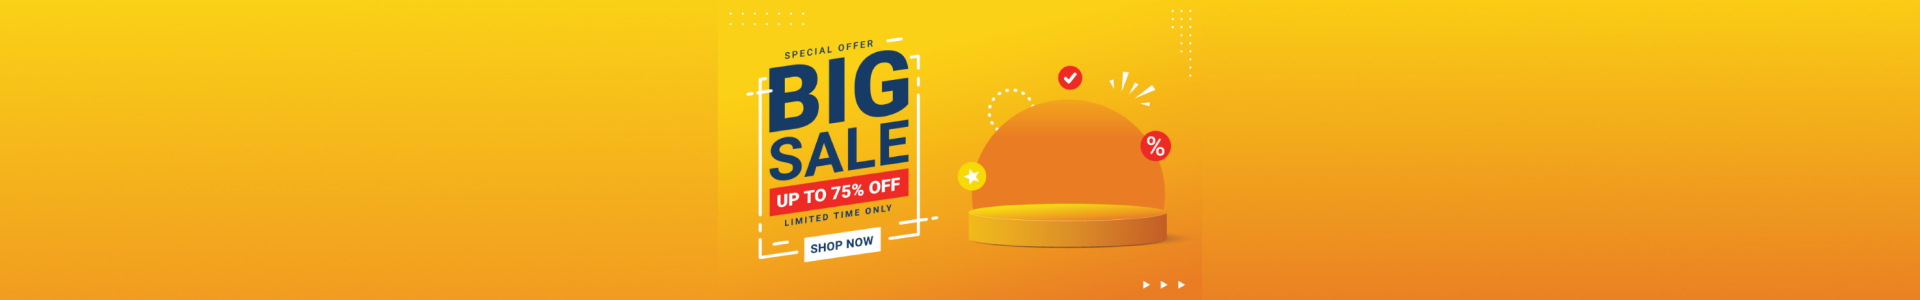 SPECIAL OFFER
BIG
SALE
UP TO 75% OFF
LIMITED TIME ONLY
SHOP NOW
%